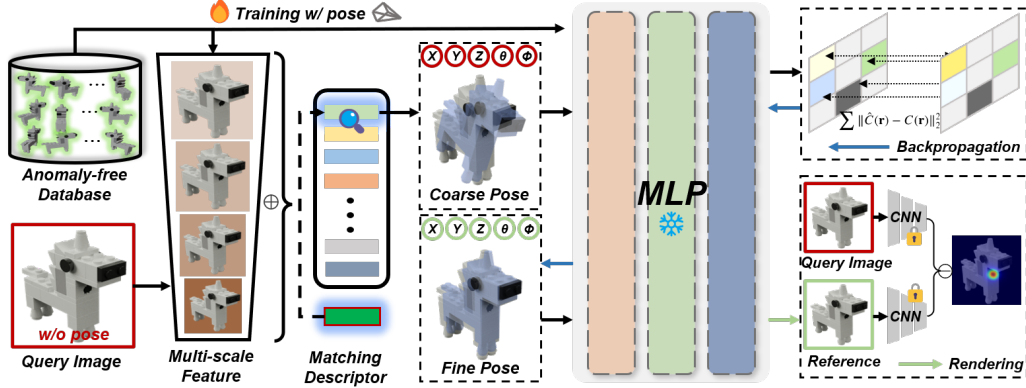 Training w/ pose
Anomaly-free
Database
w/o pose
Query Image
Multi-scale
Feature
⊕
Matching
Descriptor
X Y Z θ Φ
Coarse Pose
X Y Z θ Φ
Fine Pose
MLP
∑ ‖Ĉ(r) − C(r)‖₂²
Backpropagation
CNN
Query Image
CNN
Reference
Rendering